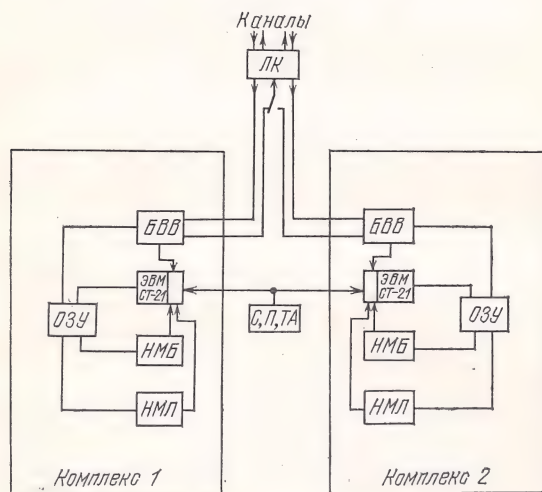 Каналы
ЛК
БВВ
БВВ
ЭВМ
СТ-21
ЭВМ
СТ-21
ОЗУ
С,П,ТА
ОЗУ
НМБ
НМБ
НМЛ
НМЛ
Комплекс 1
Комплекс 2